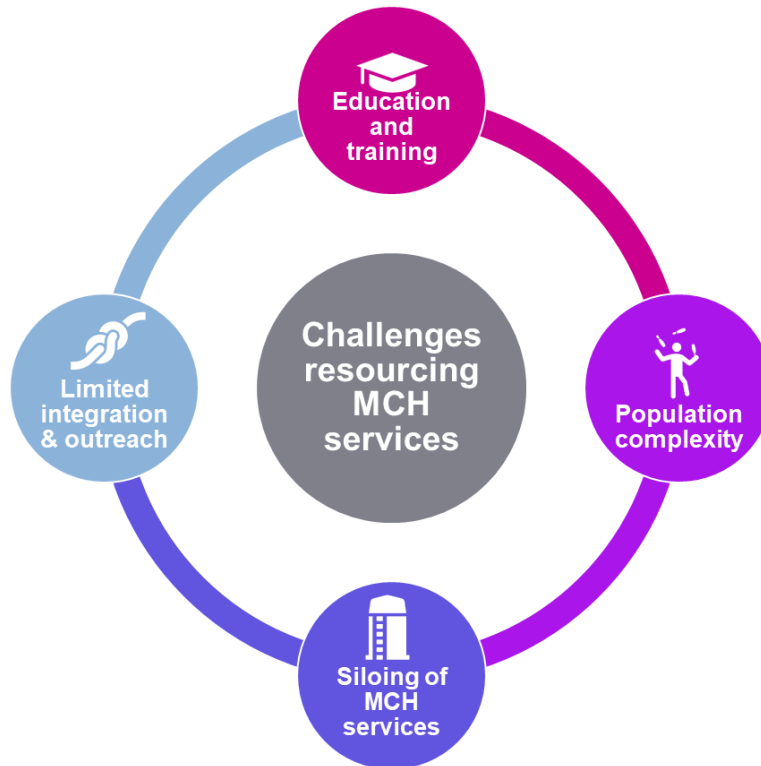 Education
and
training
Challenges
resourcing
MCH
services
Limited
integration
& outreach
Population
complexity
Siloing of
MCH
services